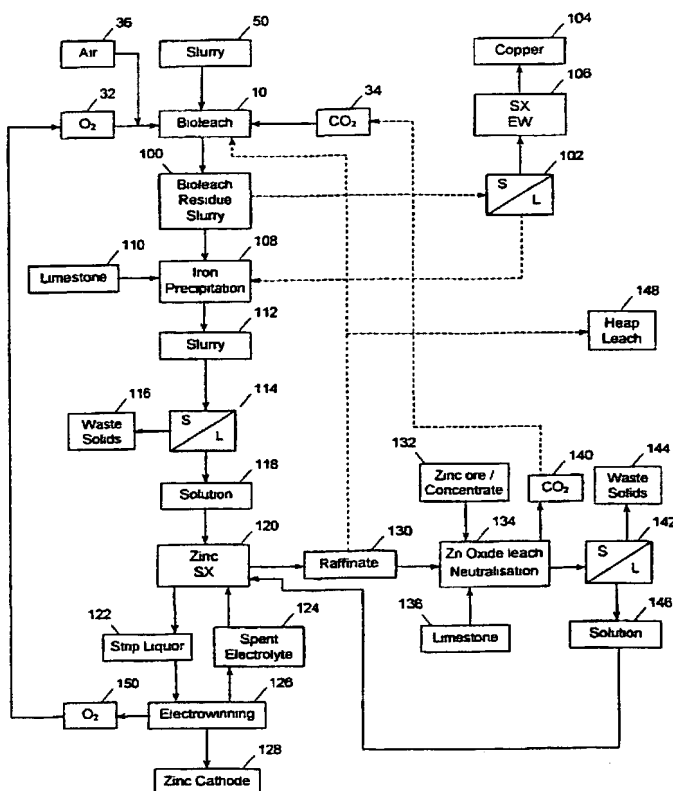 36
50
104
Air
Slurry
Copper
32
10
34
106
O₂
Bioleach
CO₂
SX
EW
100
102
Bioleach
Residue
Slurry
S
L
110
108
Limestone
Iron
Precipitation
148
Heap
Leach
112
Slurry
116
114
Waste
Solids
S
L
118
Solution
132
140
144
Zinc ore /
Concentrate
CO₂
Waste
Solids
120
130
134
142
Zinc
SX
Raffinate
Zn Oxide leach
Neutralisation
S
L
122
124
136
146
Strip Liquor
Spent
Electrolyte
Limestone
Solution
150
126
O₂
Electrowinning
128
Zinc Cathode